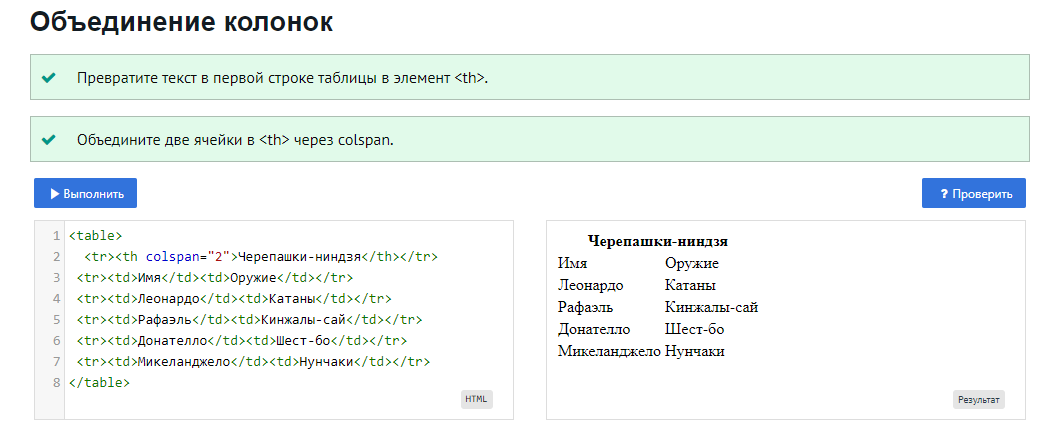 Объединение колонок
Превратите текст в первой строке таблицы в элемент <th>.
Объедините две ячейки в <th> через colspan.
Выполнить
? Проверить
1 <table>
2 <tr><th colspan="2">Черепашки-ниндзя</th></tr>
3 <tr><td>Имя</td><td>Оружие</td></tr>
4 <tr><td>Леонардо</td><td>Катаны</td></tr>
5 <tr><td>Рафаэль</td><td>Кинжалы-сай</td></tr>
6 <tr><td>Донателло</td><td>Шест-бо</td></tr>
7 <tr><td>Микеланджело</td><td>Нунчаки</td></tr>
8 </table>
HTML
Черепашки-ниндзя
Имя Оружие
Леонардо Катаны
Рафаэль Кинжалы-сай
Донателло Шест-бо
Микеланджело Нунчаки
Результат